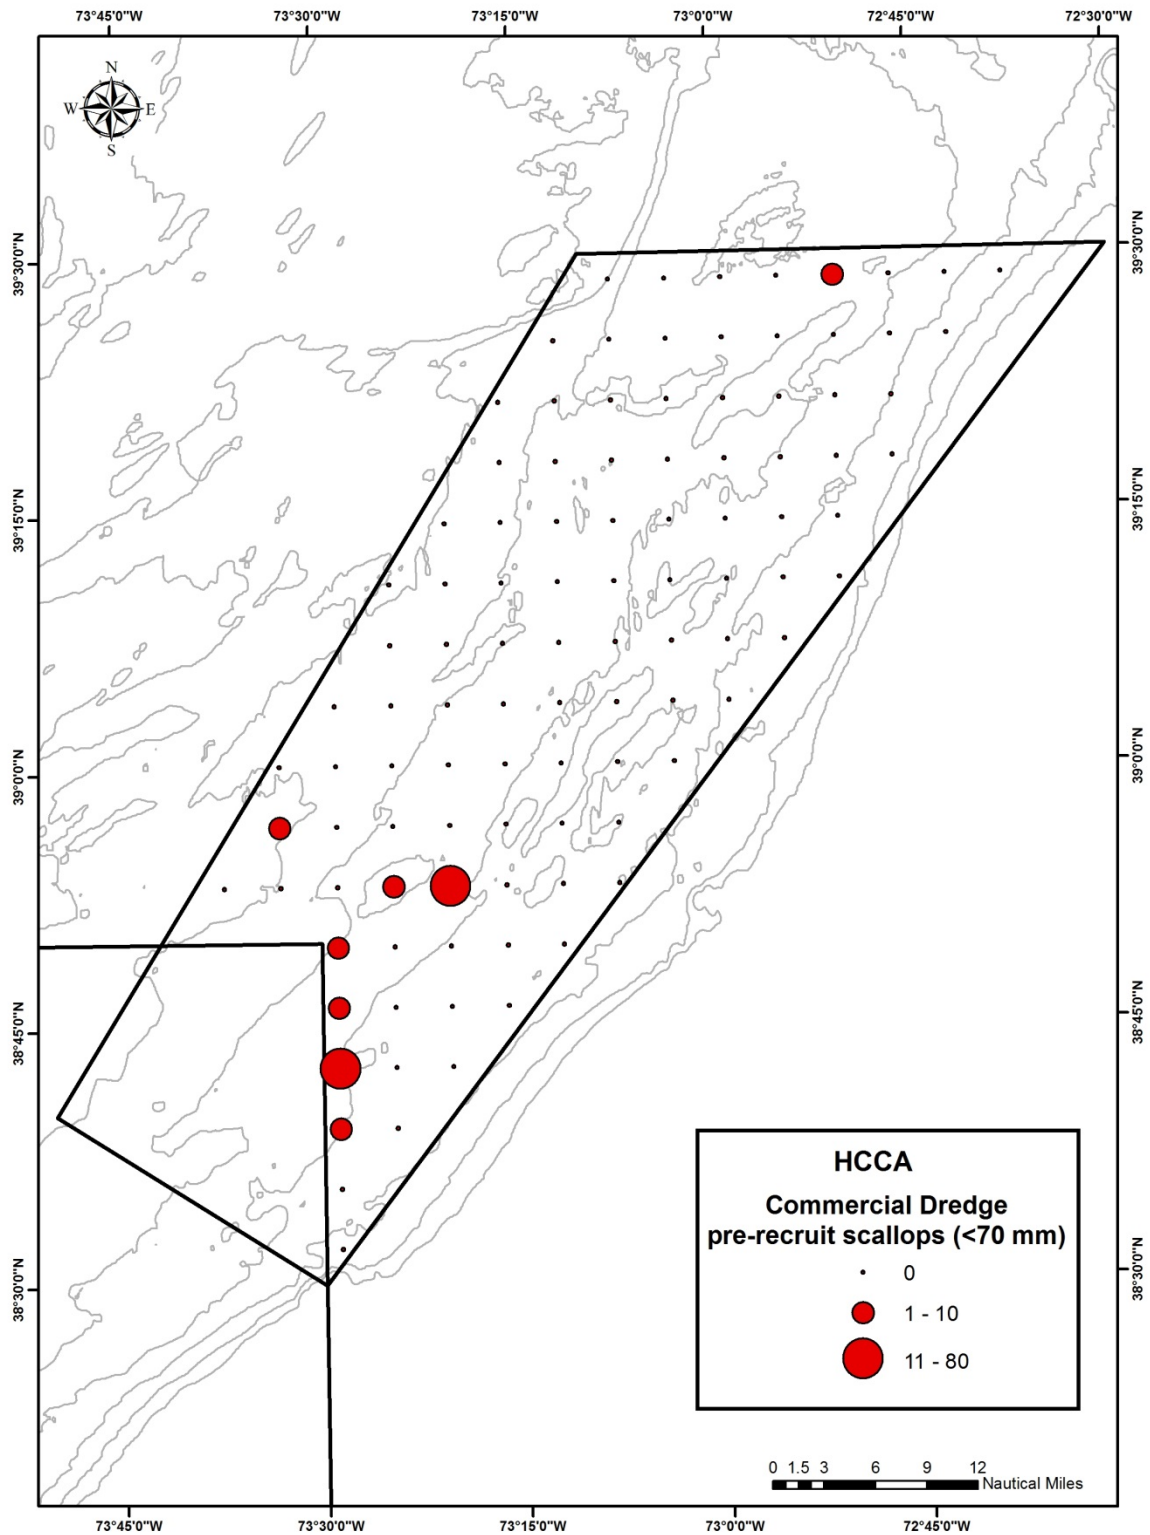 73°45'0"W 73°30'0"W 73°15'0"W 73°0'0"W 72°45'0"W 72°30'0"W
N
W E
S
39°30'0"N 39°30'0"N
39°15'0"N 39°15'0"N
39°0'0"N 39°0'0"N
38°45'0"N 38°45'0"N
38°30'0"N 38°30'0"N
HCCA
Commercial Dredge
pre-recruit scallops (<70 mm)
0
1 - 10
11 - 80
0 1.5 3 6 9 12
Nautical Miles
73°45'0"W 73°30'0"W 73°15'0"W 73°0'0"W 72°45'0"W